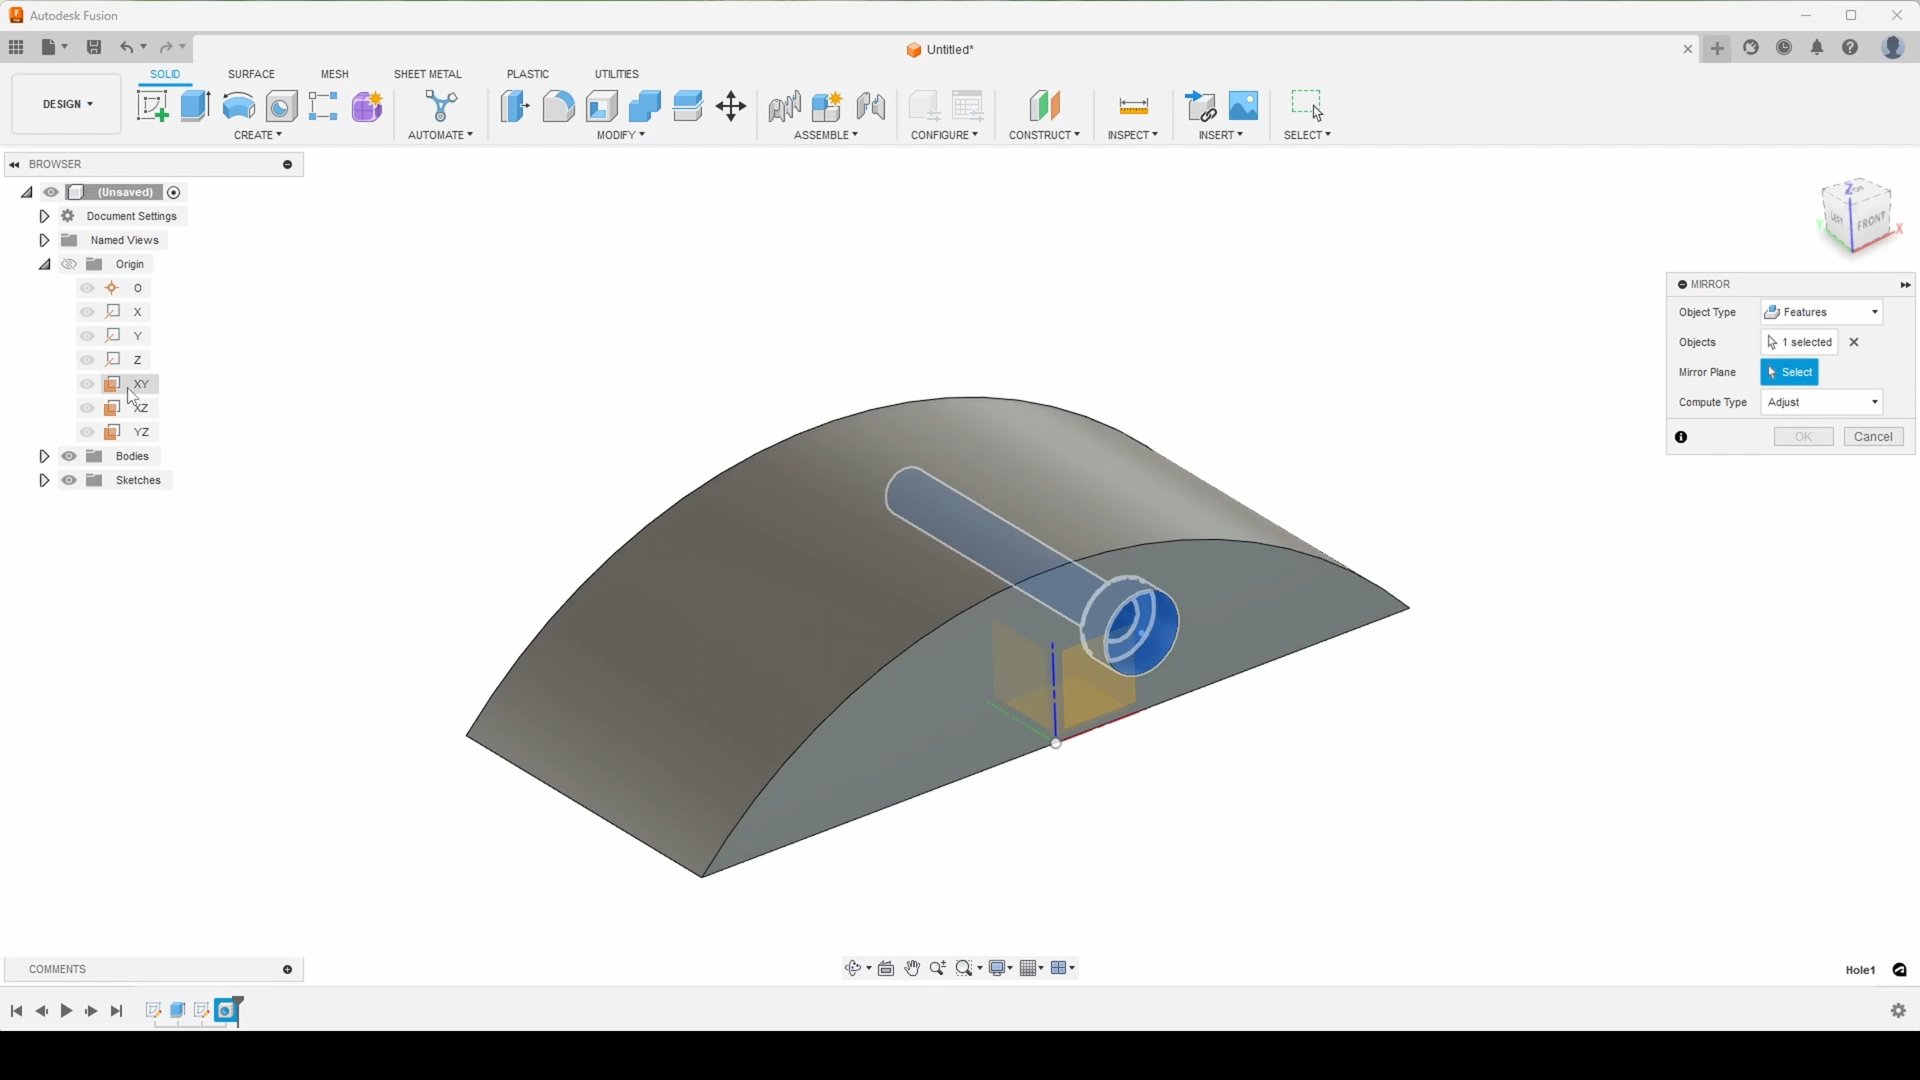 Autodesk Fusion
Untitled*
SOLID SURFACE MESH SHEET METAL PLASTIC UTILITIES
DESIGN
CREATE AUTOMATE MODIFY ASSEMBLE CONFIGURE CONSTRUCT INSPECT INSERT SELECT
BROWSER
(Unsaved)
Document Settings
Named Views
Origin
O
X
Y
Z
XY
XZ
YZ
Bodies
Sketches
Z
TOP
LEFT
FRONT
Y
X
MIRROR
Object Type Features
Objects 1 selected
Mirror Plane Select
Compute Type Adjust
OK Cancel
COMMENTS
Hole1